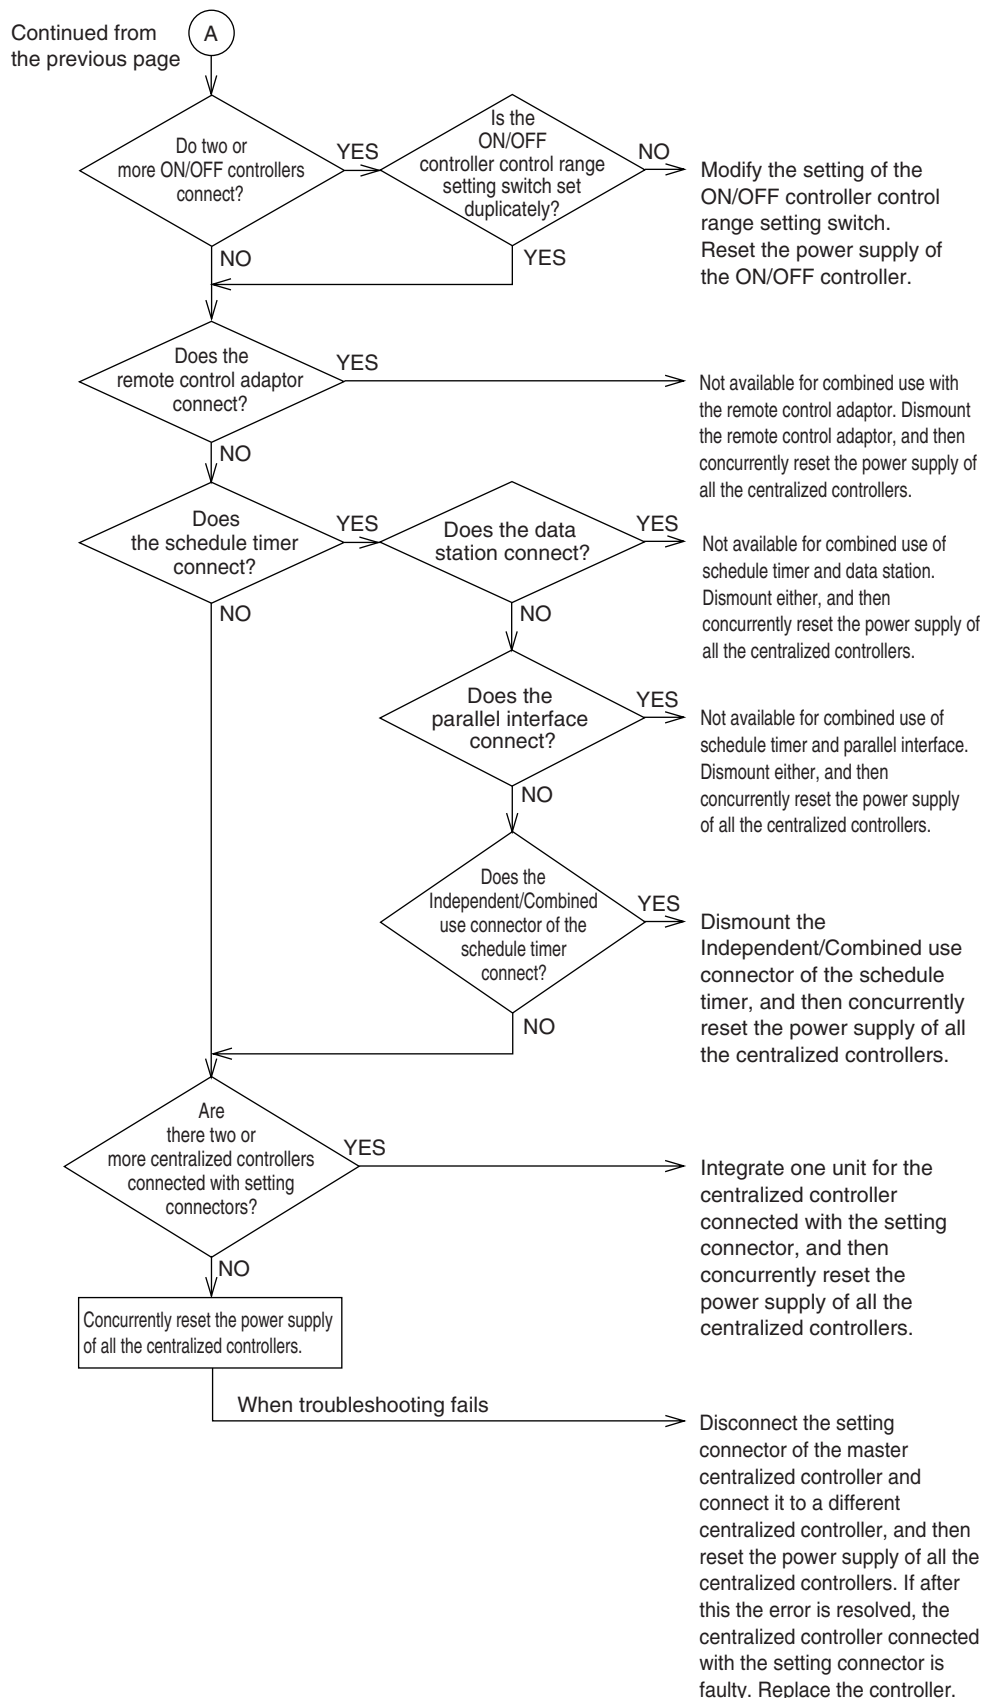 Continued from
the previous page
A
Do two or
more ON/OFF controllers
connect?
YES
Is the
ON/OFF
controller control range
setting switch set
duplicately?
NO
Modify the setting of the
ON/OFF controller control
range setting switch.
Reset the power supply of
the ON/OFF controller.
NO
YES
Does the
remote control adaptor
connect?
YES
Not available for combined use with
the remote control adaptor. Dismount
the remote control adaptor, and then
concurrently reset the power supply of
all the centralized controllers.
NO
Does
the schedule timer
connect?
YES
Does the data
station connect?
YES
Not available for combined use of
schedule timer and data station.
Dismount either, and then
concurrently reset the power supply of
all the centralized controllers.
NO
NO
Does the
parallel interface
connect?
YES
Not available for combined use of
schedule timer and parallel interface.
Dismount either, and then
concurrently reset the power supply
of all the centralized controllers.
NO
Does the
Independent/Combined
use connector of the
schedule timer
connect?
YES
Dismount the
Independent/Combined use
connector of the schedule
timer, and then concurrently
reset the power supply of all
the centralized controllers.
NO
Are
there two or
more centralized controllers
connected with setting
connectors?
YES
Integrate one unit for the
centralized controller
connected with the setting
connector, and then
concurrently reset the
power supply of all the
centralized controllers.
NO
Concurrently reset the power supply
of all the centralized controllers.
When troubleshooting fails
Disconnect the setting
connector of the master
centralized controller and
connect it to a different
centralized controller, and then
reset the power supply of all the
centralized controllers. If after
this the error is resolved, the
centralized controller connected
with the setting connector is
faulty. Replace the controller.